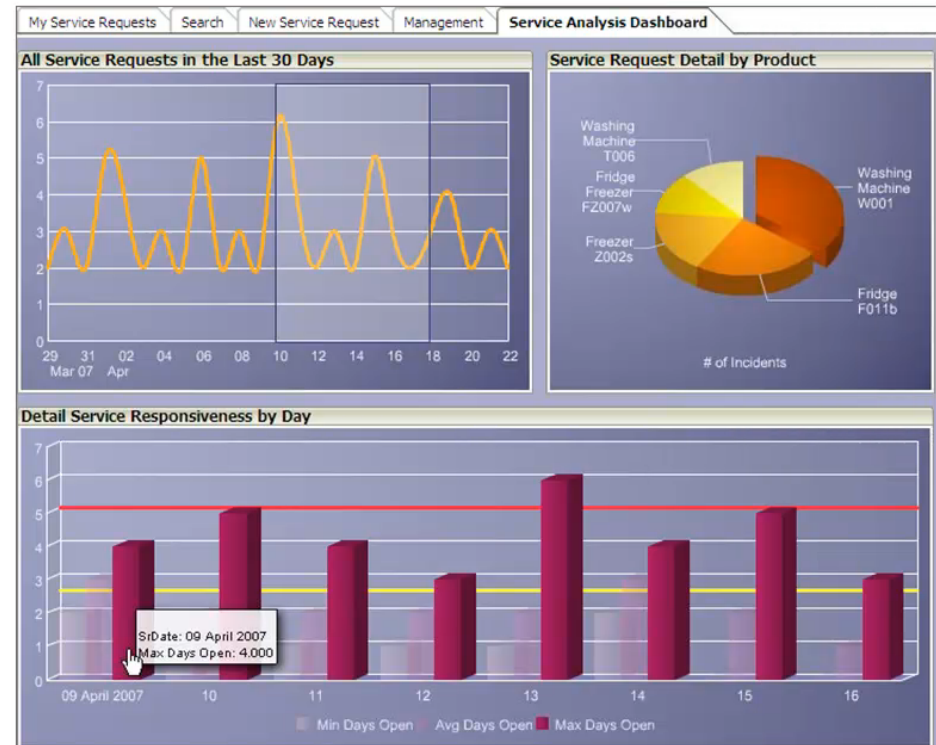 My Service Requests Search New Service Request Management Service Analysis Dashboard
All Service Requests in the Last 30 Days
7
6
5
4
3
2
1
0
29 31 02 04 06 08 10 12 14 16 18 20 22
Mar 07 Apr
Service Request Detail by Product
Washing
Machine
T006
Fridge
Freezer
FZ007w
Freezer
Z002s
Washing
Machine
W001
Fridge
F011b
# of Incidents
Detail Service Responsiveness by Day
7
6
5
4
3
2
1
0
SrDate: 09 April 2007
Max Days Open: 4.000
09 April 2007 10 11 12 13 14 15 16
Min Days Open Avg Days Open Max Days Open